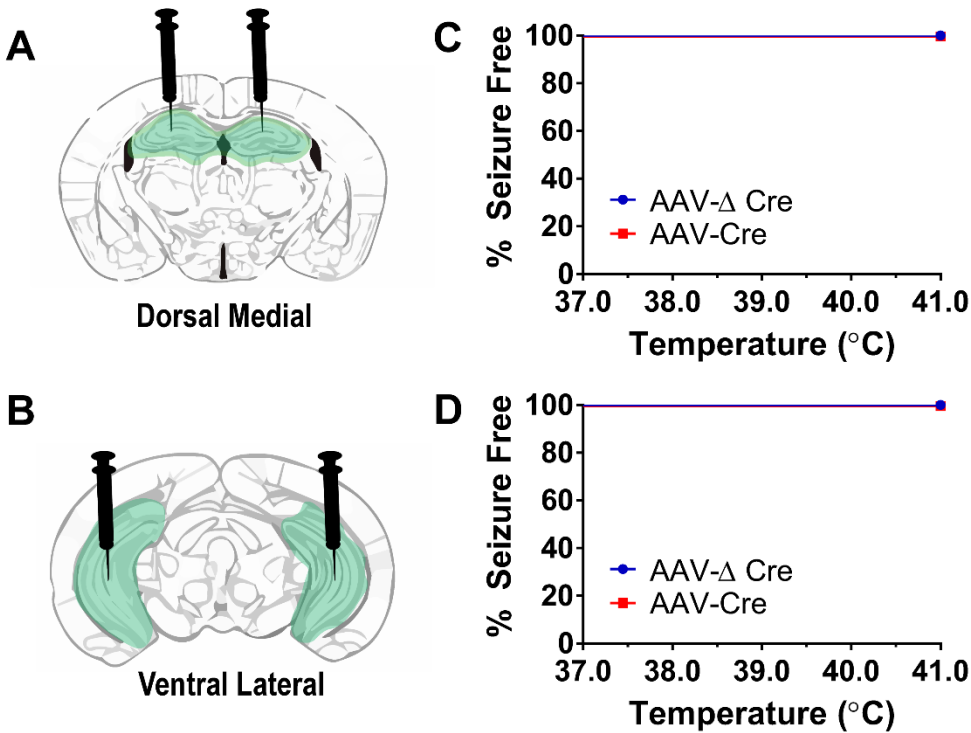 A
Dorsal Medial
C
% Seizure Free
100
80
60
40
20
0
AAV-Δ Cre
AAV-Cre
37.0 38.0 39.0 40.0 41.0
Temperature (°C)
B
Ventral Lateral
D
% Seizure Free
100
80
60
40
20
0
AAV-Δ Cre
AAV-Cre
37.0 38.0 39.0 40.0 41.0
Temperature (°C)